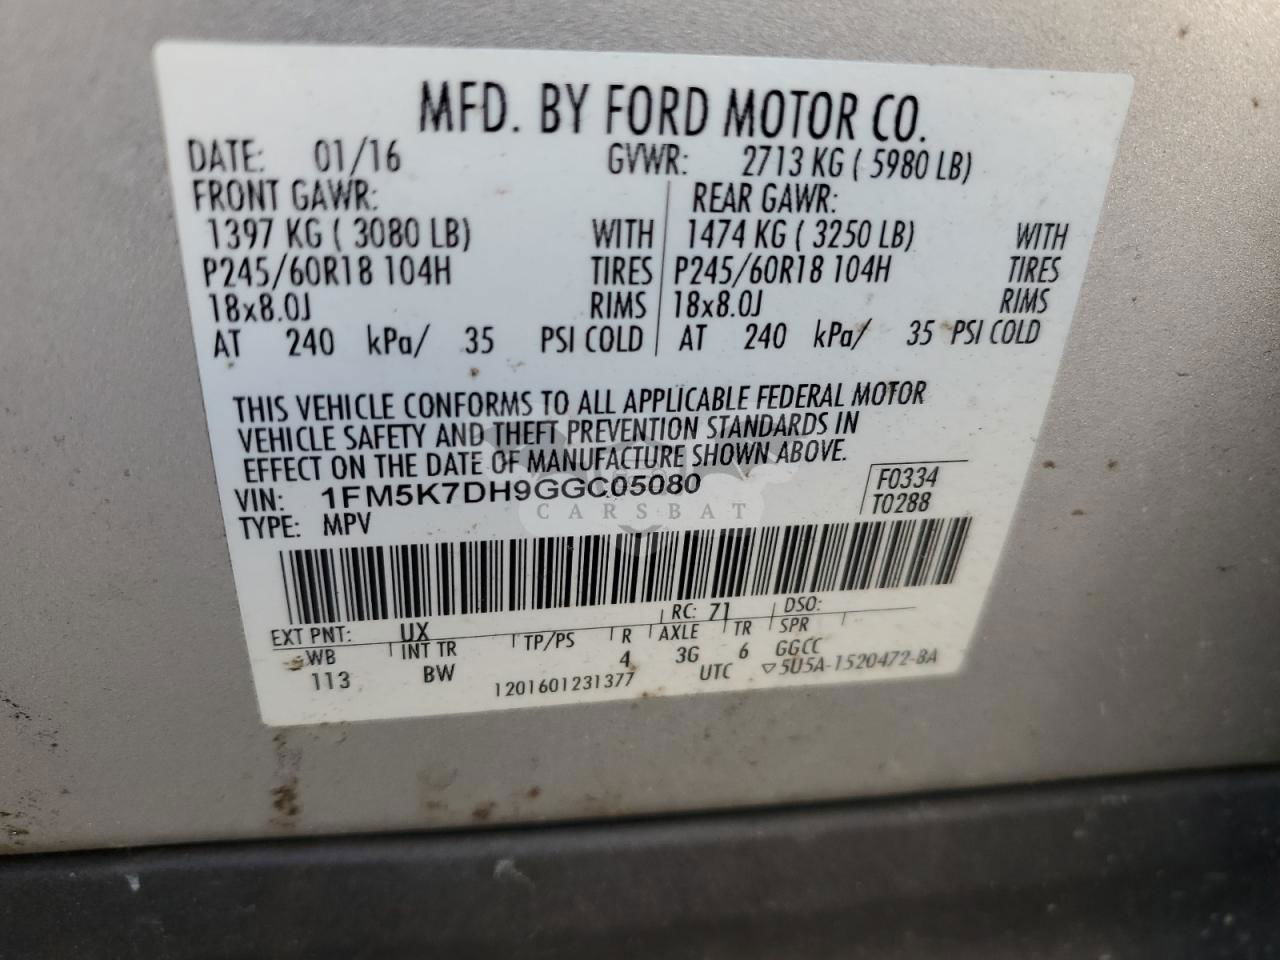 MFD. BY FORD MOTOR CO.
DATE: 01/16 GVWR: 2713 KG ( 5980 LB)
FRONT GAWR: REAR GAWR:
1397 KG ( 3080 LB) WITH 1474 KG ( 3250 LB) WITH
P245/60R18 104H TIRES P245/60R18 104H TIRES
18x8.0J RIMS 18x8.0J RIMS
AT 240 kPa/ 35 PSI COLD AT 240 kPa/ 35 PSI COLD
THIS VEHICLE CONFORMS TO ALL APPLICABLE FEDERAL MOTOR
VEHICLE SAFETY AND THEFT PREVENTION STANDARDS IN
EFFECT ON THE DATE OF MANUFACTURE SHOWN ABOVE.
VIN: 1FM5K7DH9GGC05080 F0334
TYPE: MPV T0288
CARSBAT
EXT PNT: UX RC: 71 DSO:
WB INT TR TP/PS R AXLE TR SPR
113 BW 4 3G 6 GGCC
1201601231377 UTC ▽5U5A-1520472-BA